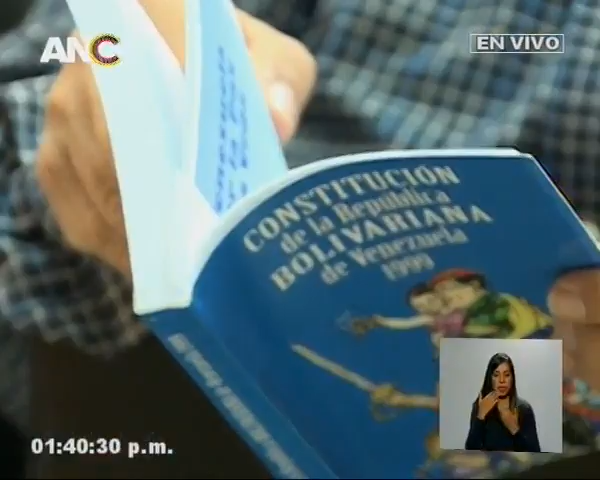 ANC
EN VIVO
CONSTITUCIÓN
de la República
BOLIVARIANA
de Venezuela
1999
01:40:30 p.m.